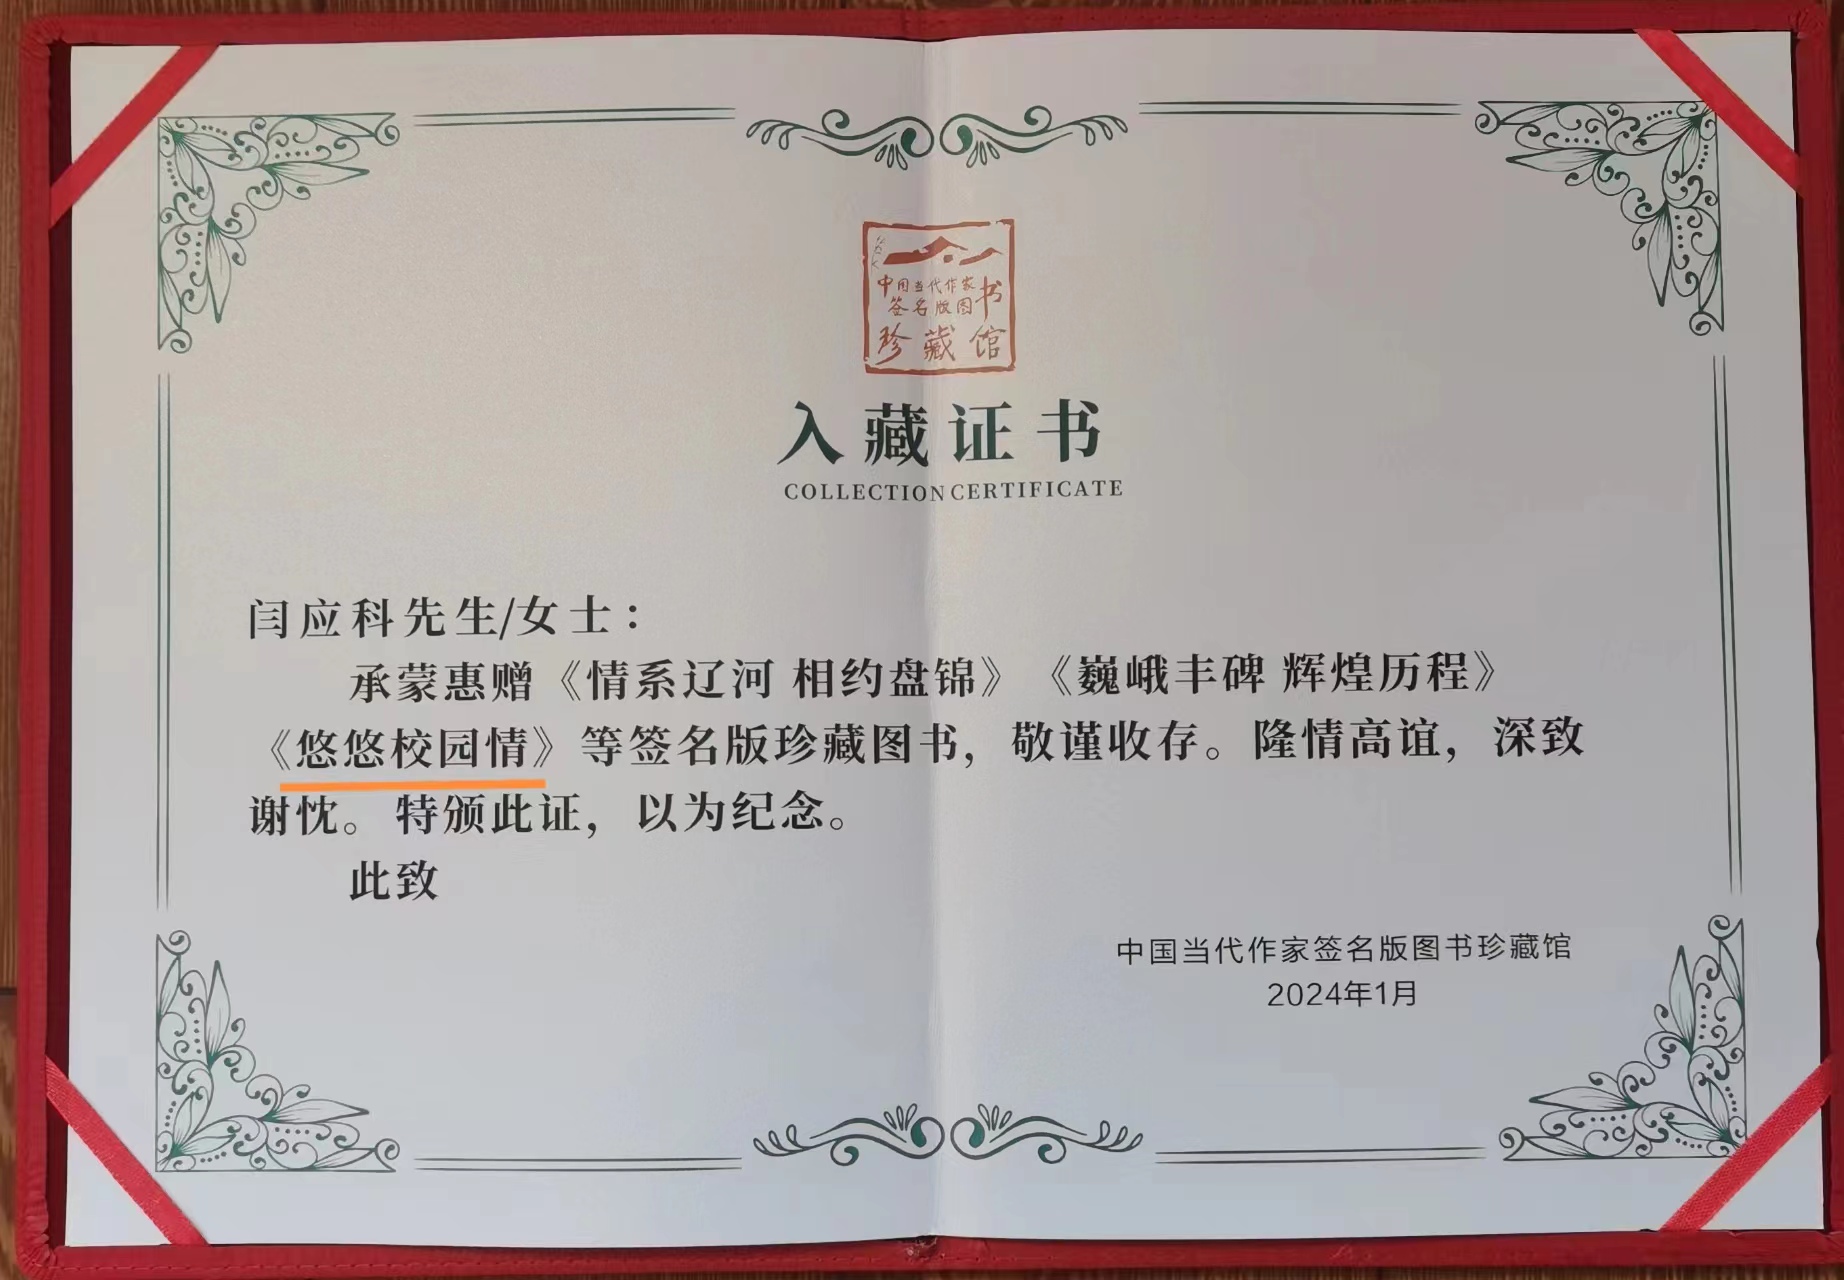 中国当代作家
签名版图书
珍藏馆
入藏证书
COLLECTION CERTIFICATE
闫应科先生/女士：
承蒙惠赠《情系辽河 相约盘锦》《巍峨丰碑 辉煌历程》
《悠悠校园情》等签名版珍藏图书，敬谨收存。隆情高谊，深致
谢忱。特颁此证，以为纪念。
此致
中国当代作家签名版图书珍藏馆
2024年1月